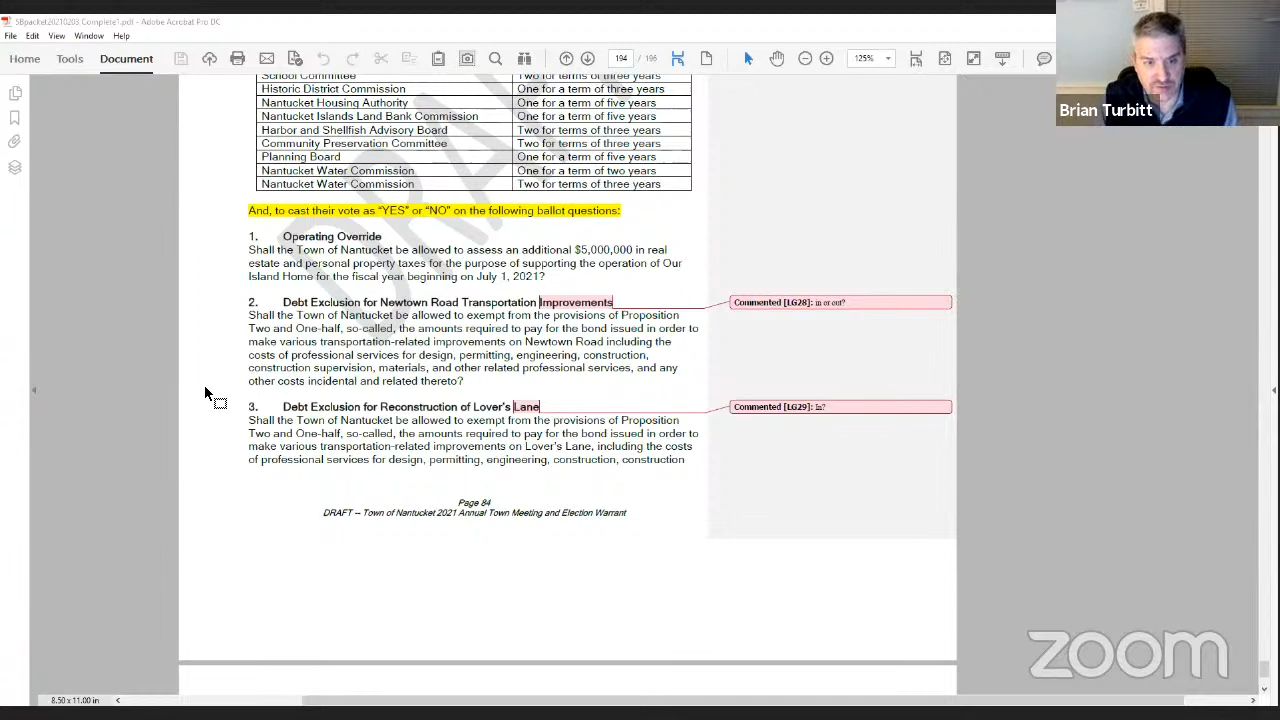 SBpacket20210203 Complete1.pdf - Adobe Acrobat Pro DC
File Edit View Window Help
Home Tools Document 194 / 196 125%
School Committee Two for terms of three years
Historic District Commission One for a term of three years
Nantucket Housing Authority One for a term of five years
Nantucket Islands Land Bank Commission One for a term of five years
Harbor and Shellfish Advisory Board Two for terms of three years
Community Preservation Committee Two for terms of three years
Planning Board One for a term of five years
Nantucket Water Commission One for a term of two years
Nantucket Water Commission Two for terms of three years
And, to cast their vote as “YES” or “NO” on the following ballot questions:
1. Operating Override
Shall the Town of Nantucket be allowed to assess an additional $5,000,000 in real
estate and personal property taxes for the purpose of supporting the operation of Our
Island Home for the fiscal year beginning on July 1, 2021?
2. Debt Exclusion for Newtown Road Transportation Improvements
Commented [LG28]: in or out?
Shall the Town of Nantucket be allowed to exempt from the provisions of Proposition
Two and One-half, so-called, the amounts required to pay for the bond issued in order to
make various transportation-related improvements on Newtown Road including the
costs of professional services for design, permitting, engineering, construction,
construction supervision, materials, and other related professional services, and any
other costs incidental and related thereto?
3. Debt Exclusion for Reconstruction of Lover’s Lane
Commented [LG29]: in?
Shall the Town of Nantucket be allowed to exempt from the provisions of Proposition
Two and One-half, so-called, the amounts required to pay for the bond issued in order to
make various transportation-related improvements on Lover’s Lane, including the costs
of professional services for design, permitting, engineering, construction, construction
Page 84
DRAFT -- Town of Nantucket 2021 Annual Town Meeting and Election Warrant
DRAFT
8.50 x 11.00 in
Brian Turbitt
zoom